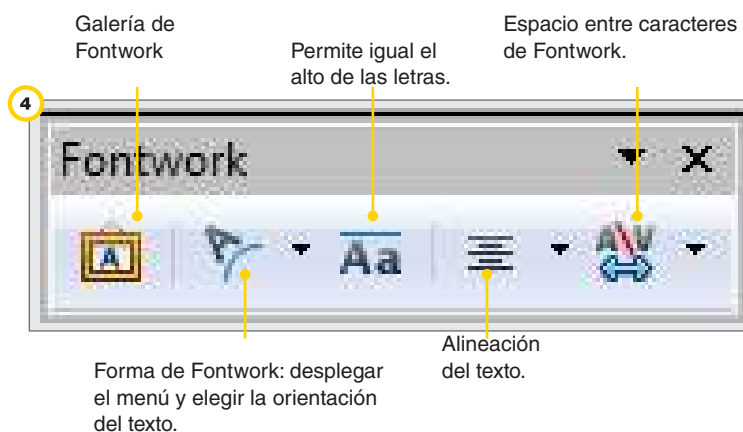 Galería de
Fontwork
Permite igual el
alto de las letras.
Espacio entre caracteres
de Fontwork.
4
Fontwork
A
A
Aa
A V
Forma de Fontwork: desplegar
el menú y elegir la orientación
del texto.
Alineación
del texto.